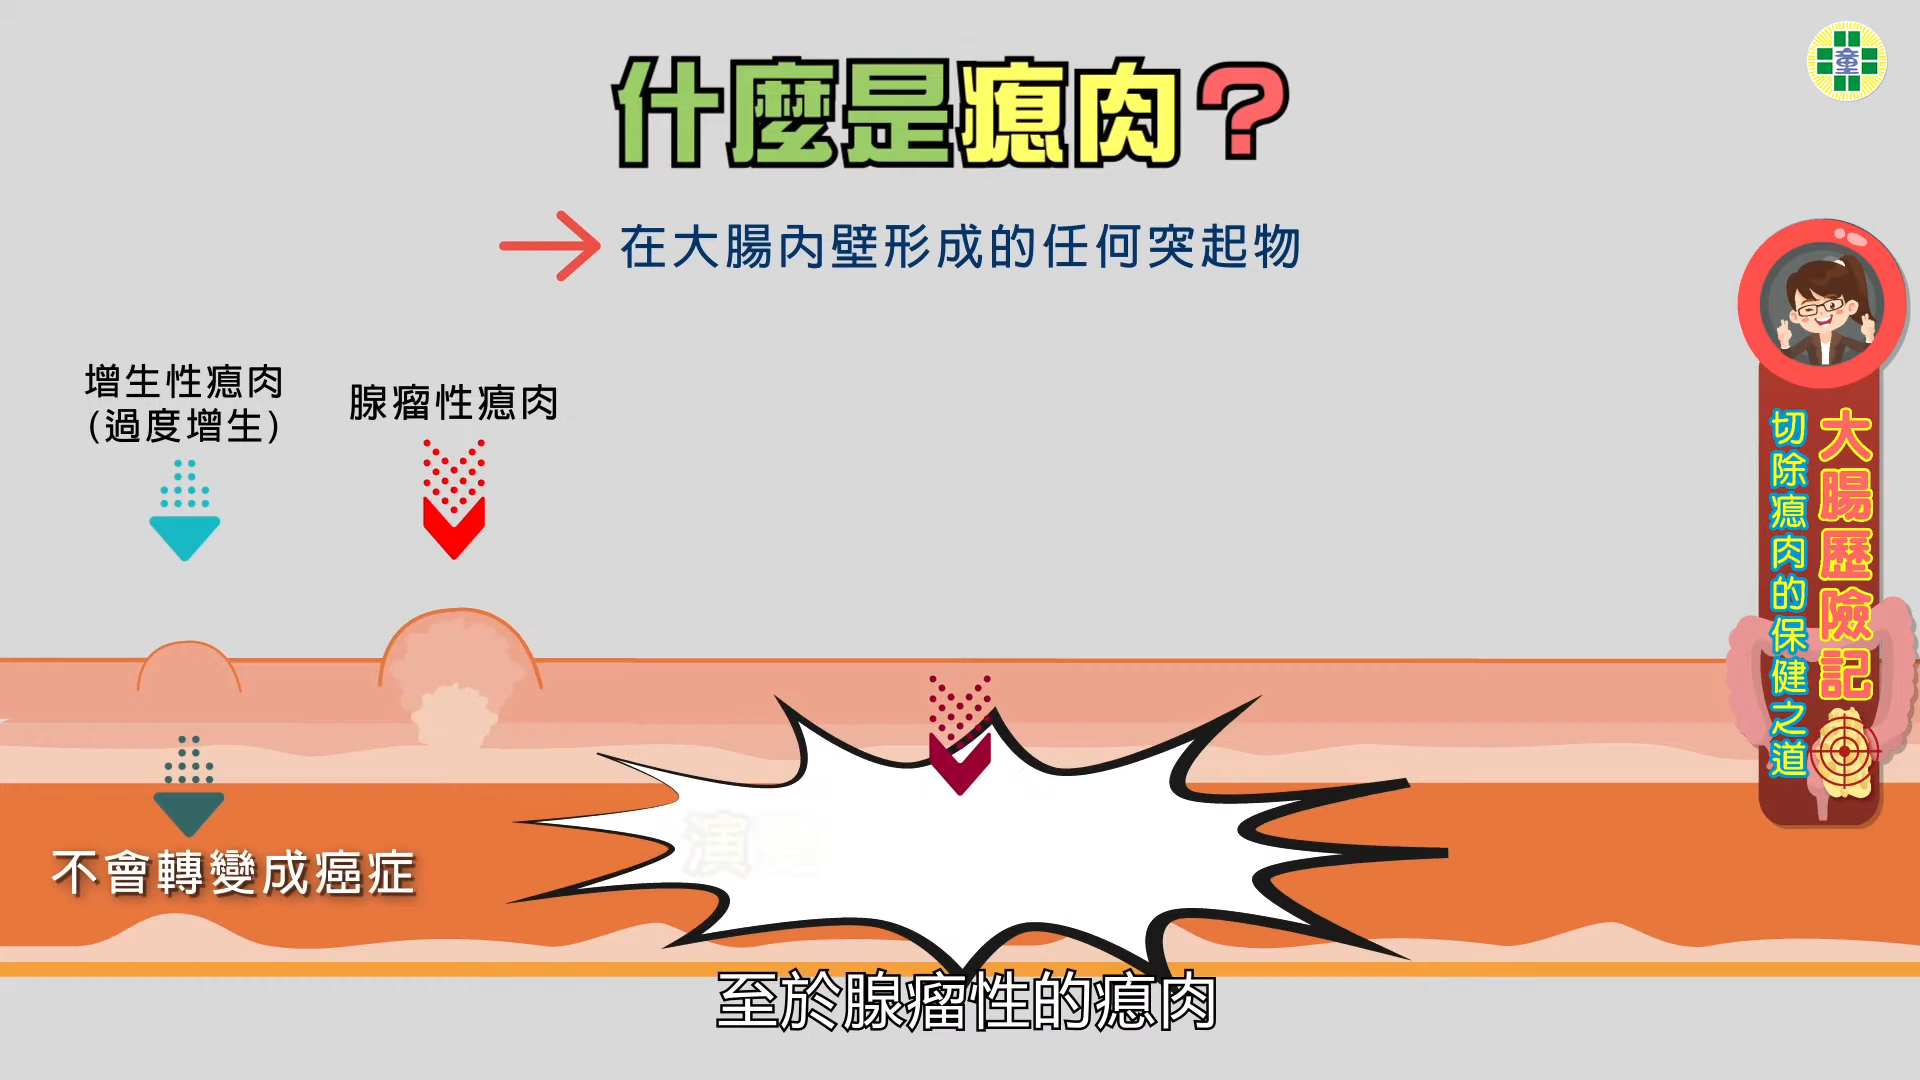 什麼是瘜肉？
在大腸內壁形成的任何突起物
增生性瘜肉
(過度增生)
腺瘤性瘜肉
不會轉變成癌症
演
至於腺瘤性的瘜肉
大腸歷險記
切除瘜肉的保健之道
童